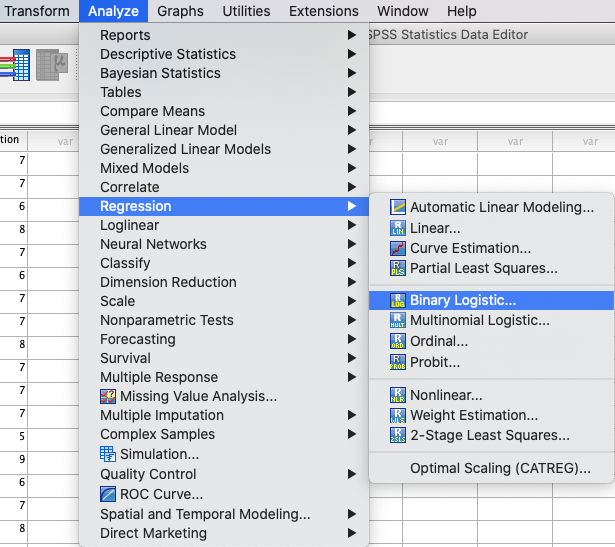 Transform Analyze Graphs Utilities Extensions Window Help
SPSS Statistics Data Editor
tion var var var var
7
7
6
8
7
6
7
7
7
8
7
7
7
5
9
6
7
8
Reports
Descriptive Statistics
Bayesian Statistics
Tables
Compare Means
General Linear Model
Generalized Linear Models
Mixed Models
Correlate
Regression
Loglinear
Neural Networks
Classify
Dimension Reduction
Scale
Nonparametric Tests
Forecasting
Survival
Multiple Response
Missing Value Analysis...
Multiple Imputation
Complex Samples
Simulation...
Quality Control
ROC Curve...
Spatial and Temporal Modeling...
Direct Marketing
Automatic Linear Modeling...
Linear...
Curve Estimation...
Partial Least Squares...
Binary Logistic...
Multinomial Logistic...
Ordinal...
Probit...
Nonlinear...
Weight Estimation...
2-Stage Least Squares...
Optimal Scaling (CATREG)...